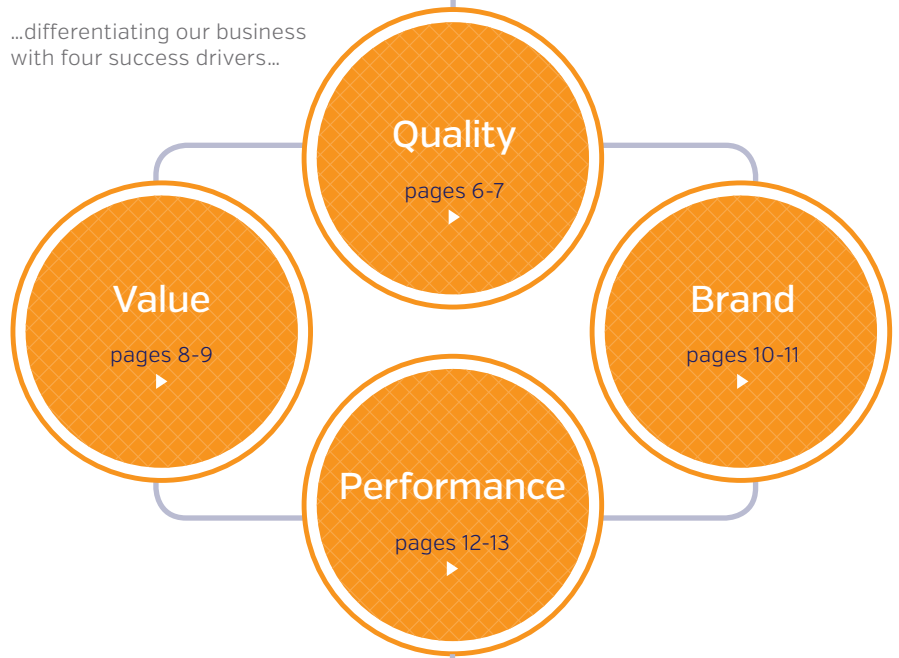 …differentiating our business
with four success drivers…
Quality
pages 6-7
Value
pages 8-9
Brand
pages 10-11
Performance
pages 12-13